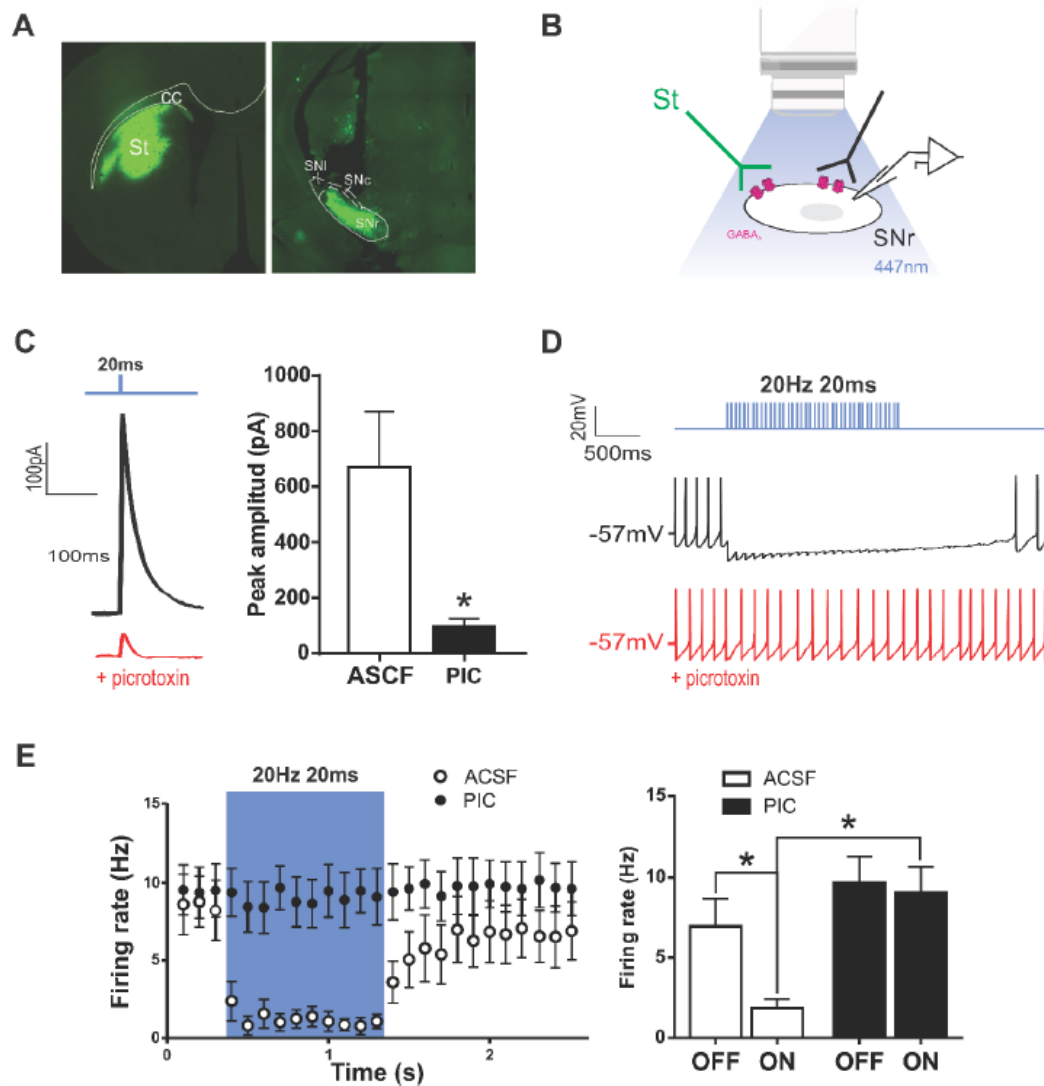 A
CC
St
SNl
SNc
SNr
B
St
GABAA
SNr
447nm
C
20ms
100pA
100ms
+ picrotoxin
Peak amplitud (pA)
1000
800
600
400
200
0
*
ASCF
PIC
D
20Hz 20ms
20mV
500ms
-57mV
-57mV
+ picrotoxin
E
20Hz 20ms
ACSF
PIC
Firing rate (Hz)
15
10
5
0
0
1
2
Time (s)
ACSF
PIC
Firing rate (Hz)
15
10
5
0
*
*
OFF
ON
OFF
ON